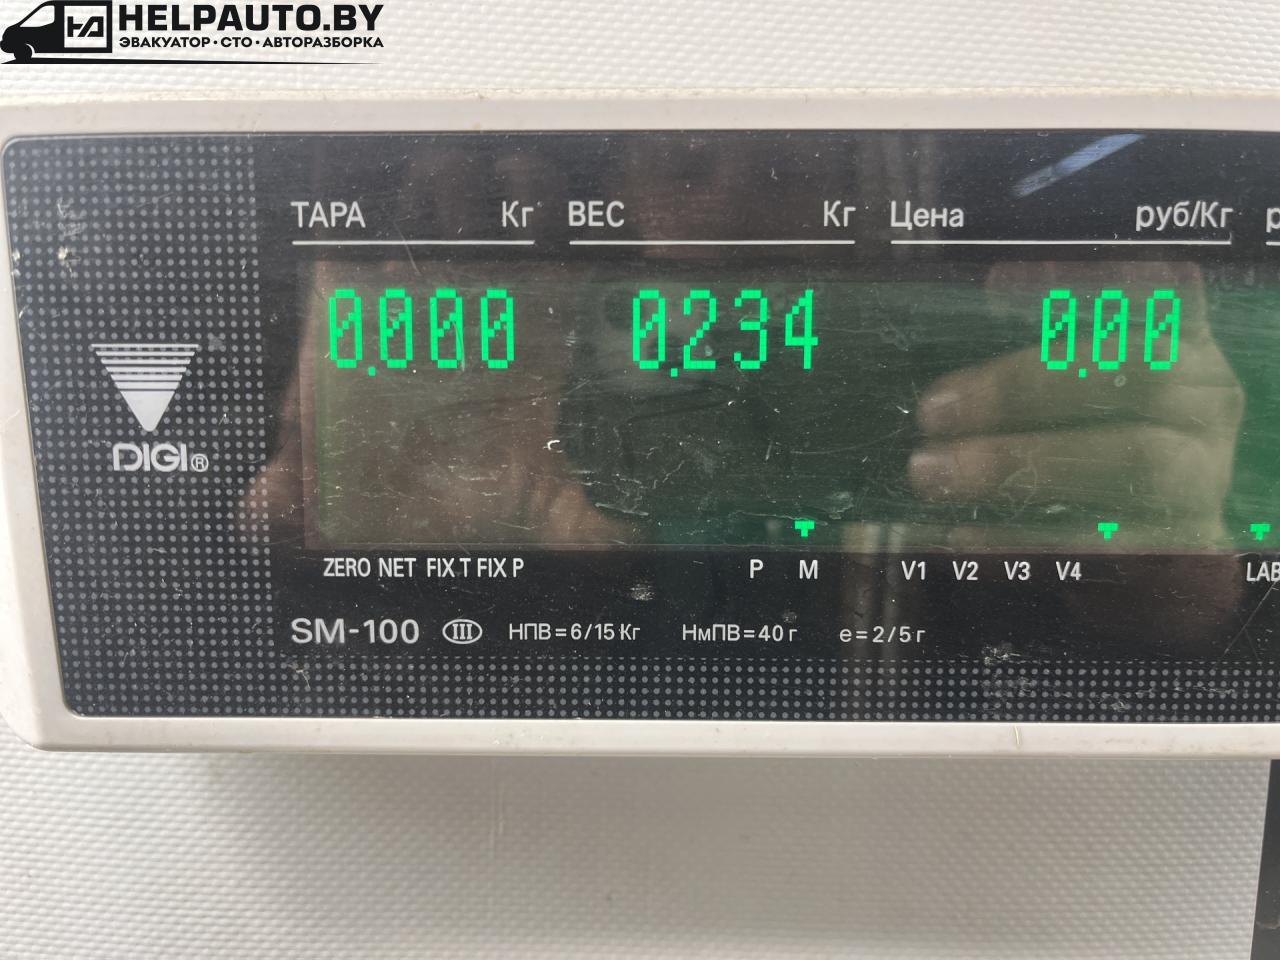 HELPAUTO.BY
ЭВАКУАТОР · СТО · АВТОРАЗБОРКА
ТАРА Кг ВЕС Кг Цена руб/Кг
0.000 0.234 0.00
DIGI®
ZERO NET FIX T FIX P P M V1 V2 V3 V4
SM-100 III НПВ=6/15 Кг НмПВ=40 г e=2/5 г